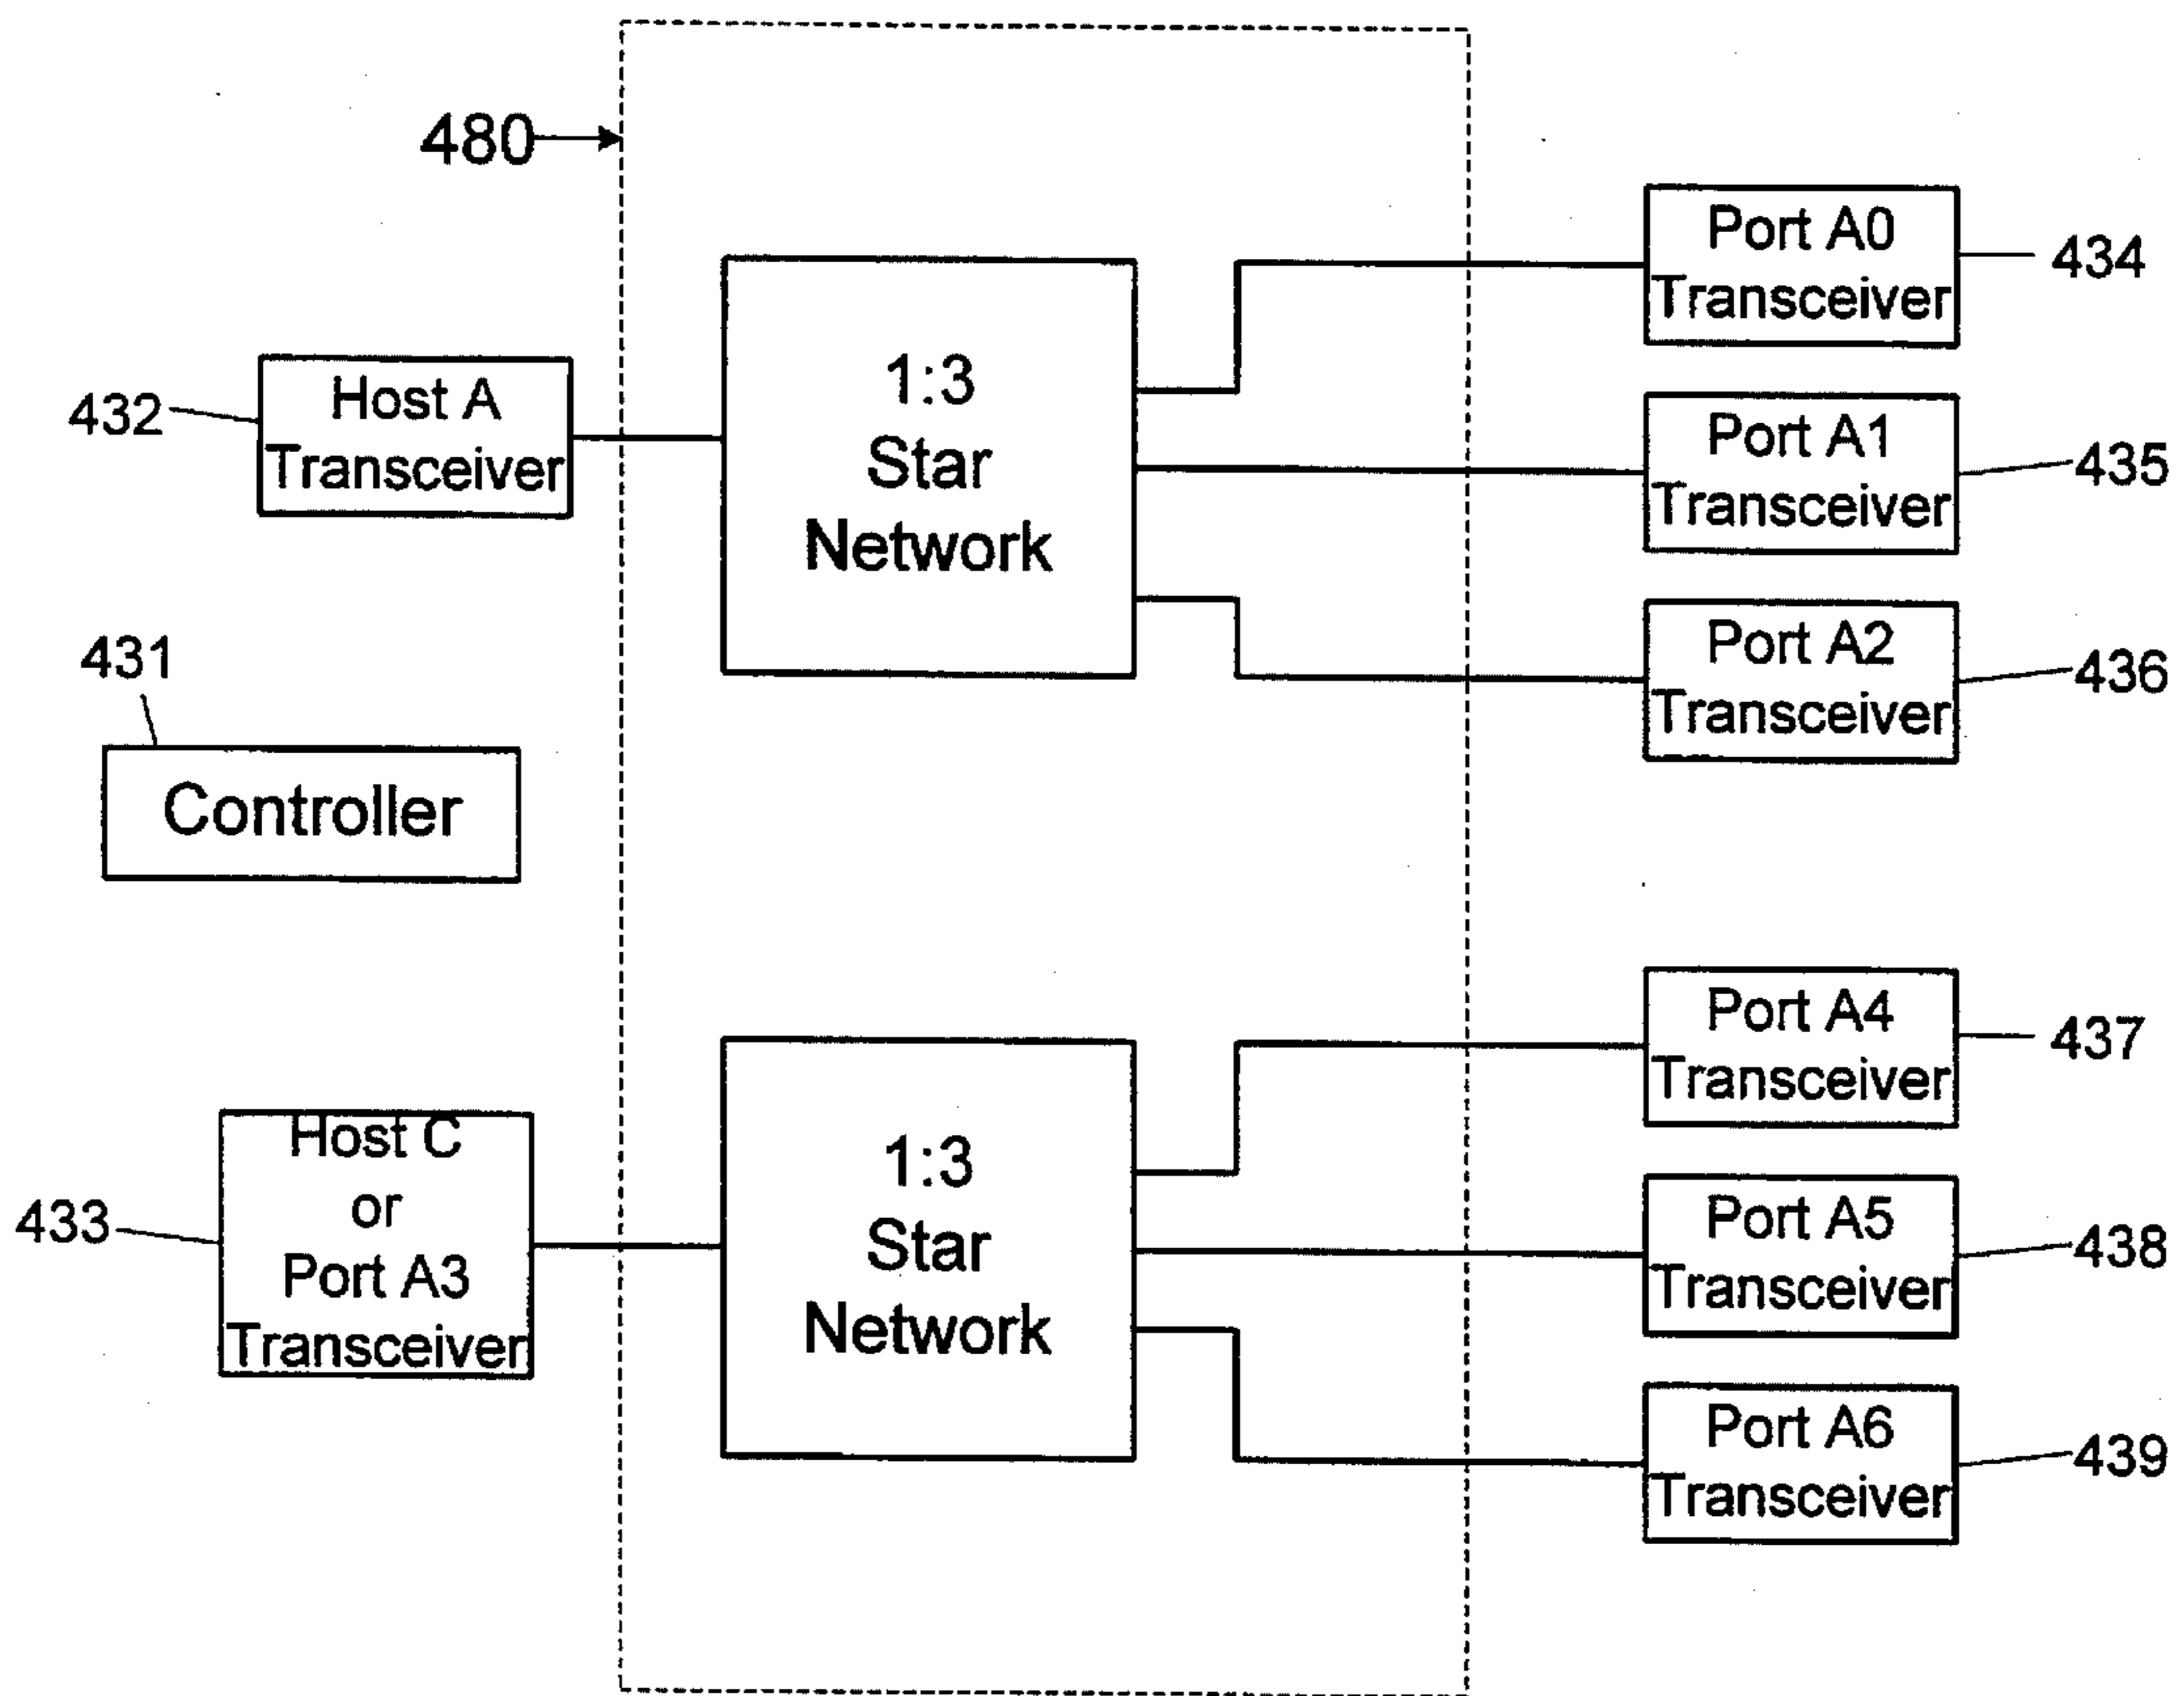 480
Port A0
Transceiver
434
Host A
Transceiver
432
1:3
Star
Network
Port A1
Transceiver
435
Port A2
Transceiver
436
431
Controller
Port A4
Transceiver
437
Host C
or
Port A3
Transceiver
433
1:3
Star
Network
Port A5
Transceiver
438
Port A6
Transceiver
439